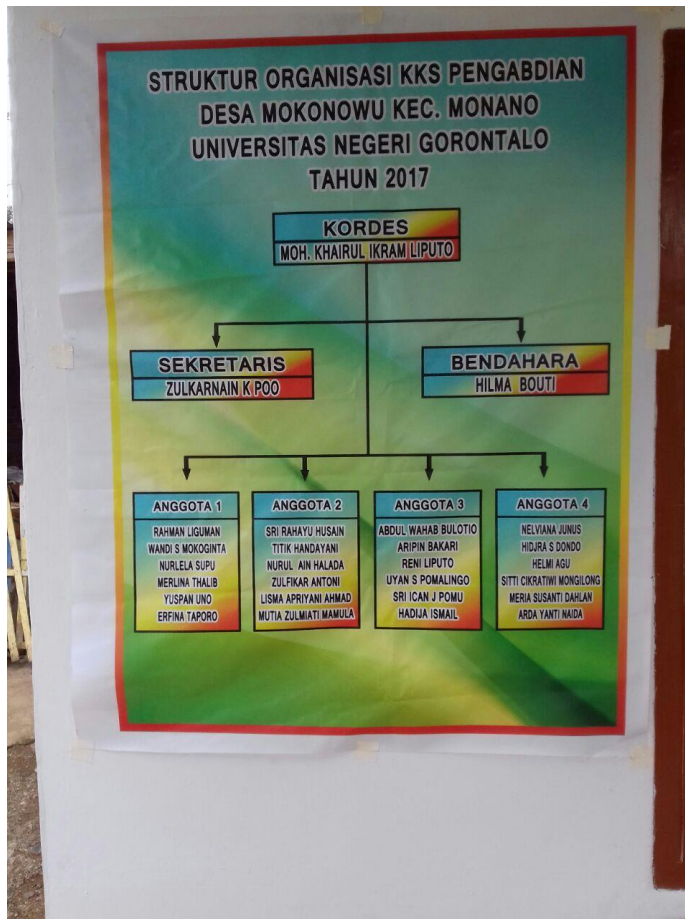 STRUKTUR ORGANISASI KKS PENGABDIAN
DESA MOKONOWU KEC. MONANO
UNIVERSITAS NEGERI GORONTALO
TAHUN 2017
KORDES
MOH. KHAIRUL IKRAM LIPUTO
SEKRETARIS
ZULKARNAIN K POO
BENDAHARA
HILMA BOUTI
ANGGOTA 1
RAHMAN LIGUMAN
WANDI S MOKOGINTA
NURLELA SUPU
MERLINA THALIB
YUSPAN UNO
ERFINA TAPORO
ANGGOTA 2
SRI RAHAYU HUSAIN
TITIK HANDAYANI
NURUL AIN HALADA
ZULFIKAR ANTONI
LISMA APRIYANI AHMAD
MUTIA ZULMIATI MAMULA
ANGGOTA 3
ABDUL WAHAB BULOTIO
ARIPIN BAKARI
RENI LIPUTO
UYAN S POMALINGO
SRI ICAN J POMU
HADIJA ISMAIL
ANGGOTA 4
NELVIANA JUNUS
HIDJRA S DONDO
HELMI AGU
SITTI CIKRATIWI MONGILONG
MERIA SUSANTI DAHLAN
ARDA YANTI NAIDA